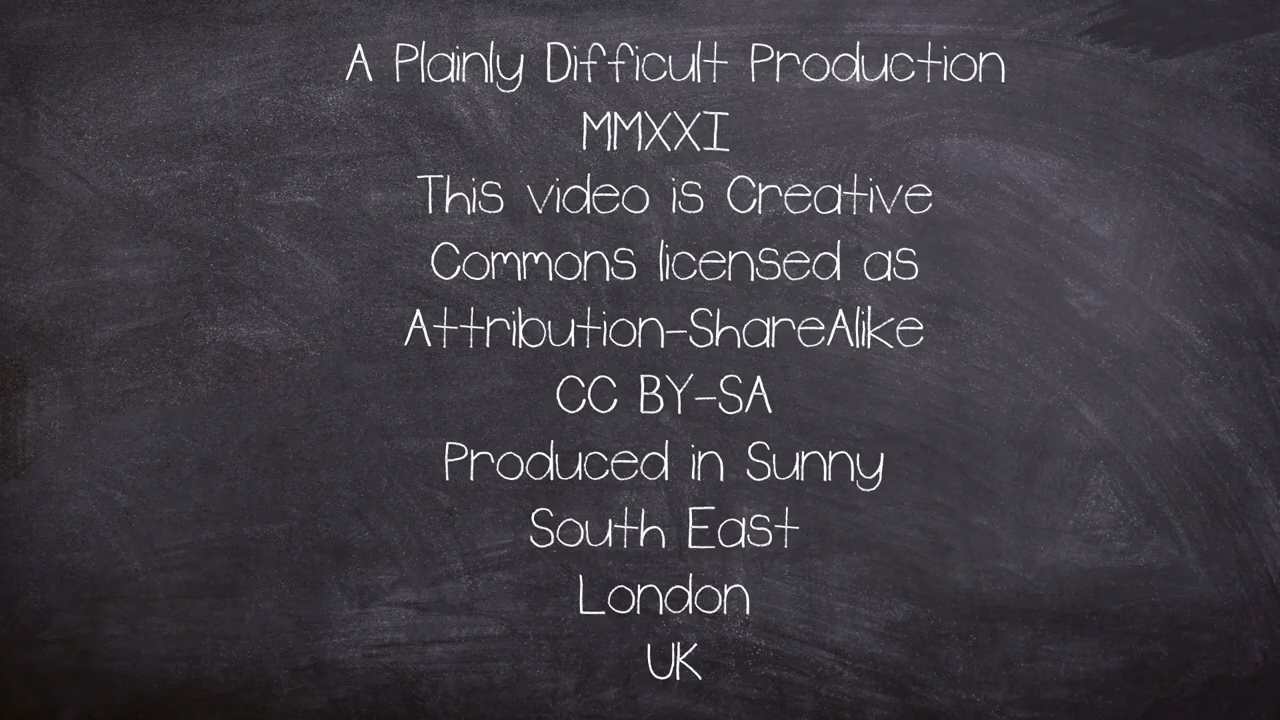 A Plainly Difficult Production
MMXXI
This video is Creative
Commons licensed as
Attribution-ShareAlike
CC BY-SA
Produced in Sunny
South East
London
UK